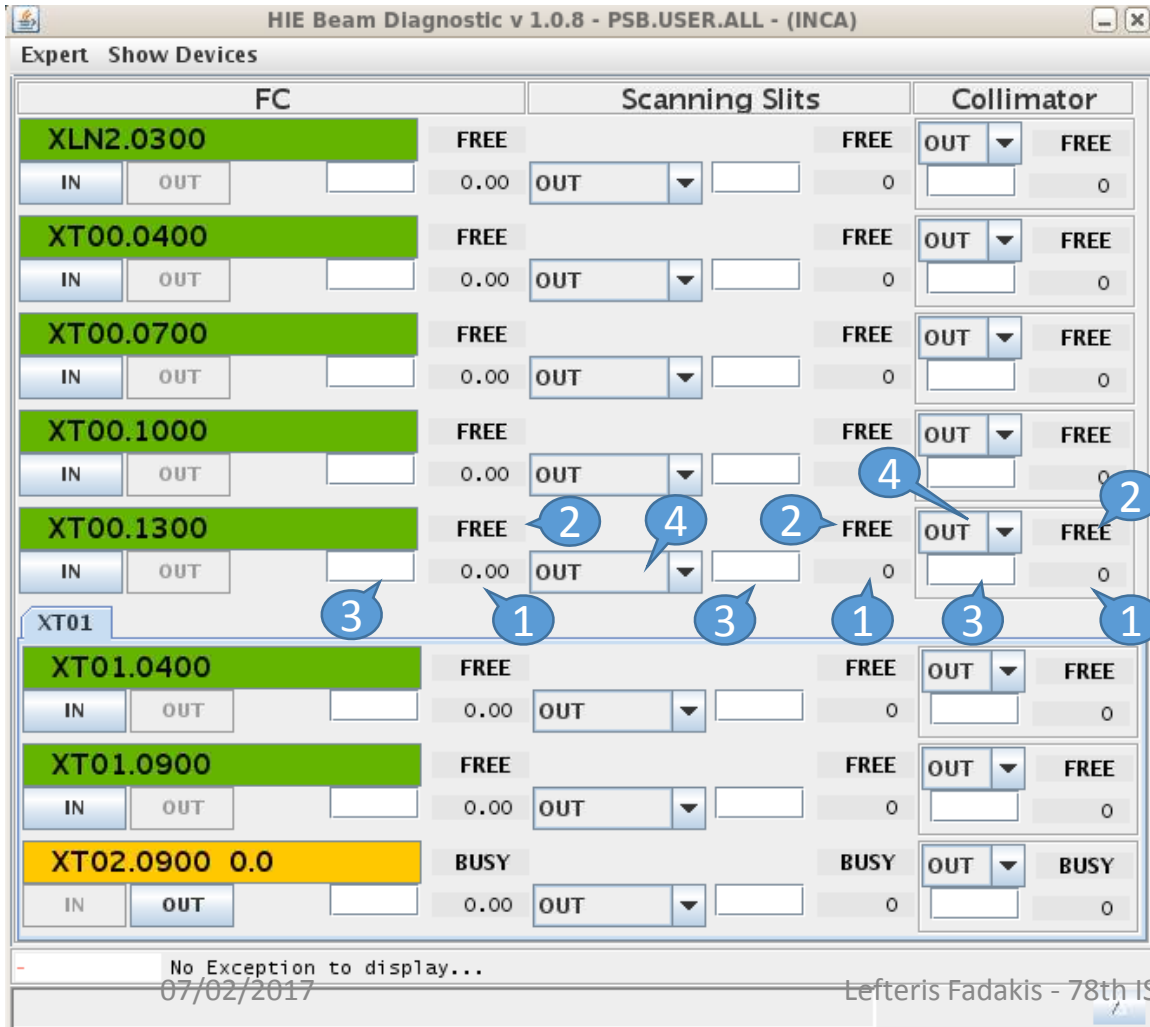 HIE Beam Diagnostic v 1.0.8 - PSB.USER.ALL - (INCA)
Expert Show Devices
FC Scanning Slits Collimator
XLN2.0300 FREE FREE OUT FREE
IN OUT 0.00 OUT 0 0
XT00.0400 FREE FREE OUT FREE
IN OUT 0.00 OUT 0 0
XT00.0700 FREE FREE OUT FREE
IN OUT 0.00 OUT 0 0
XT00.1000 FREE FREE OUT FREE
IN OUT 0.00 OUT 4 0
XT00.1300 FREE 2 4 2 FREE OUT FREE 2
IN OUT 0.00 OUT 0 0
XT01 3 1 3 1 3 1
XT01.0400 FREE FREE OUT FREE
IN OUT 0.00 OUT 0 0
XT01.0900 FREE FREE OUT FREE
IN OUT 0.00 OUT 0 0
XT02.0900 0.0 BUSY BUSY OUT BUSY
IN OUT 0.00 OUT 0 0
- No Exception to display...
07/02/2017 Lefteris Fadakis - 78th IS